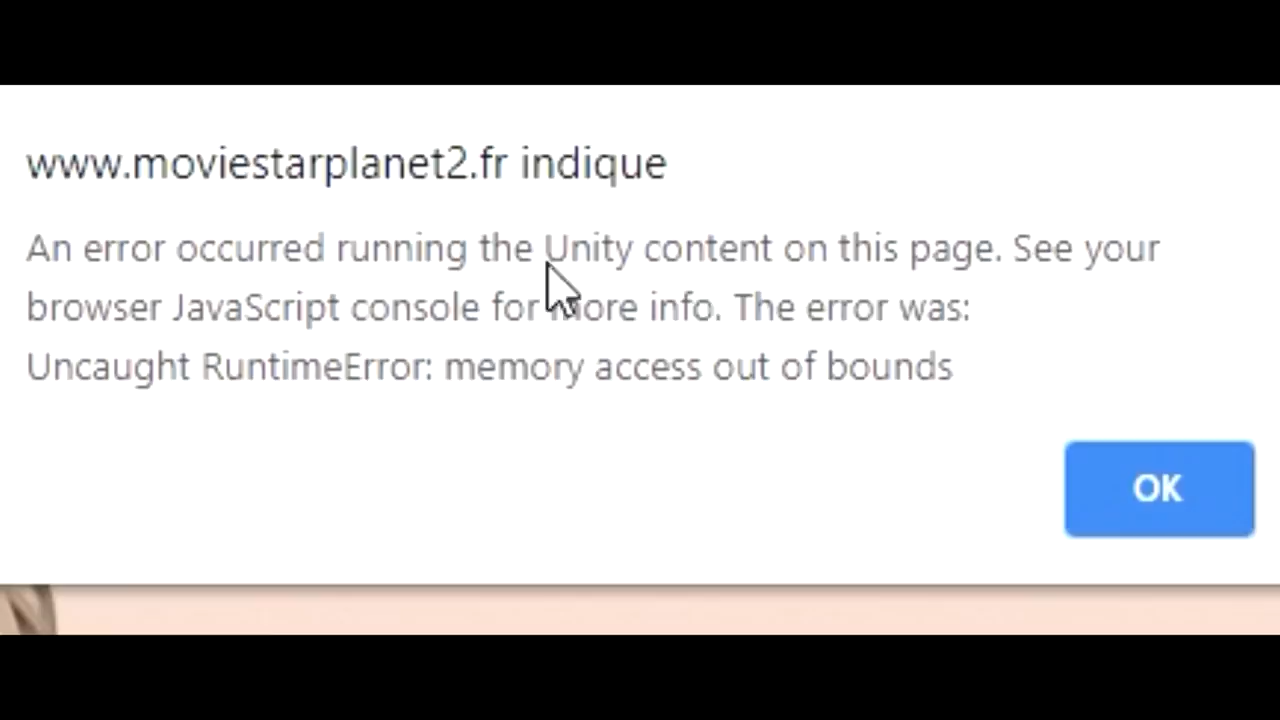 www.moviestarplanet2.fr indique
An error occurred running the Unity content on this page. See your
browser JavaScript console for more info. The error was:
Uncaught RuntimeError: memory access out of bounds
OK